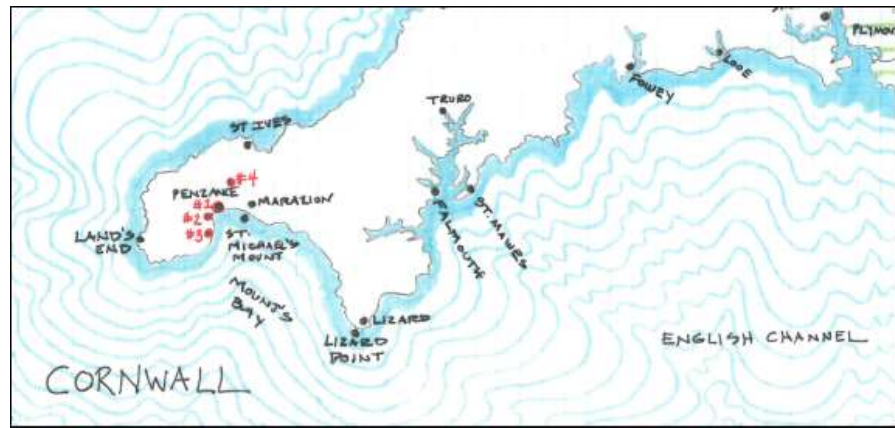 PLYMOU
LOOE
FOWEY
TRURO
ST IVES
#4
PENZANCE
#1
MARAZION
#2
#3
ST.
MICHAEL'S
MOUNT
LAND'S
END
FALMOUTH
ST. MAWES
MOUNT'S
BAY
LIZARD
LIZARD
POINT
ENGLISH CHANNEL
CORNWALL